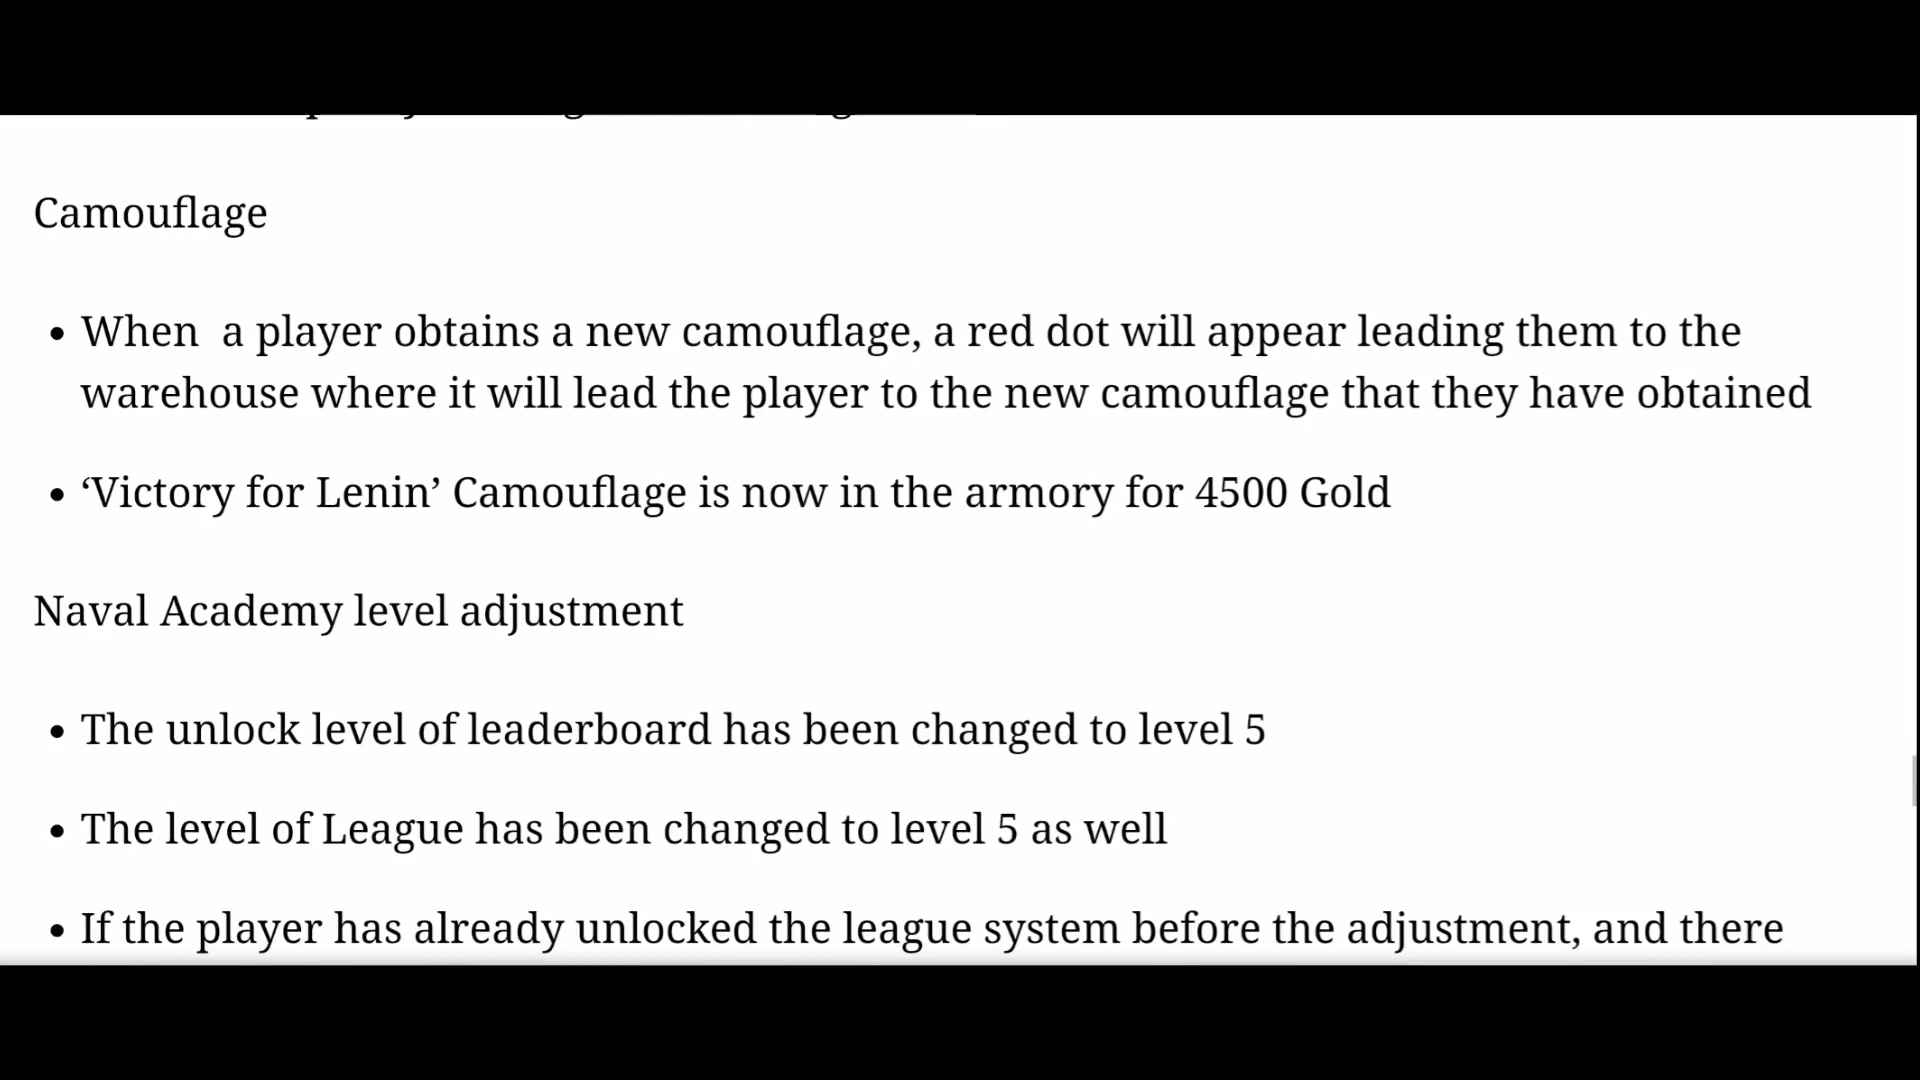 Camouflage
• When  a player obtains a new camouflage, a red dot will appear leading them to the
warehouse where it will lead the player to the new camouflage that they have obtained
• ‘Victory for Lenin’ Camouflage is now in the armory for 4500 Gold
Naval Academy level adjustment
• The unlock level of leaderboard has been changed to level 5
• The level of League has been changed to level 5 as well
• If the player has already unlocked the league system before the adjustment, and there